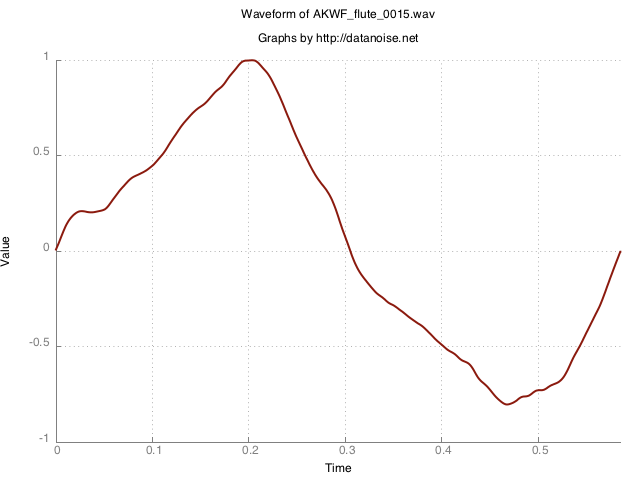 Waveform of AKWF_flute_0015.wav
Graphs by http://datanoise.net
1
0.5
0
-0.5
-1
Value
0 0.1 0.2 0.3 0.4 0.5
Time